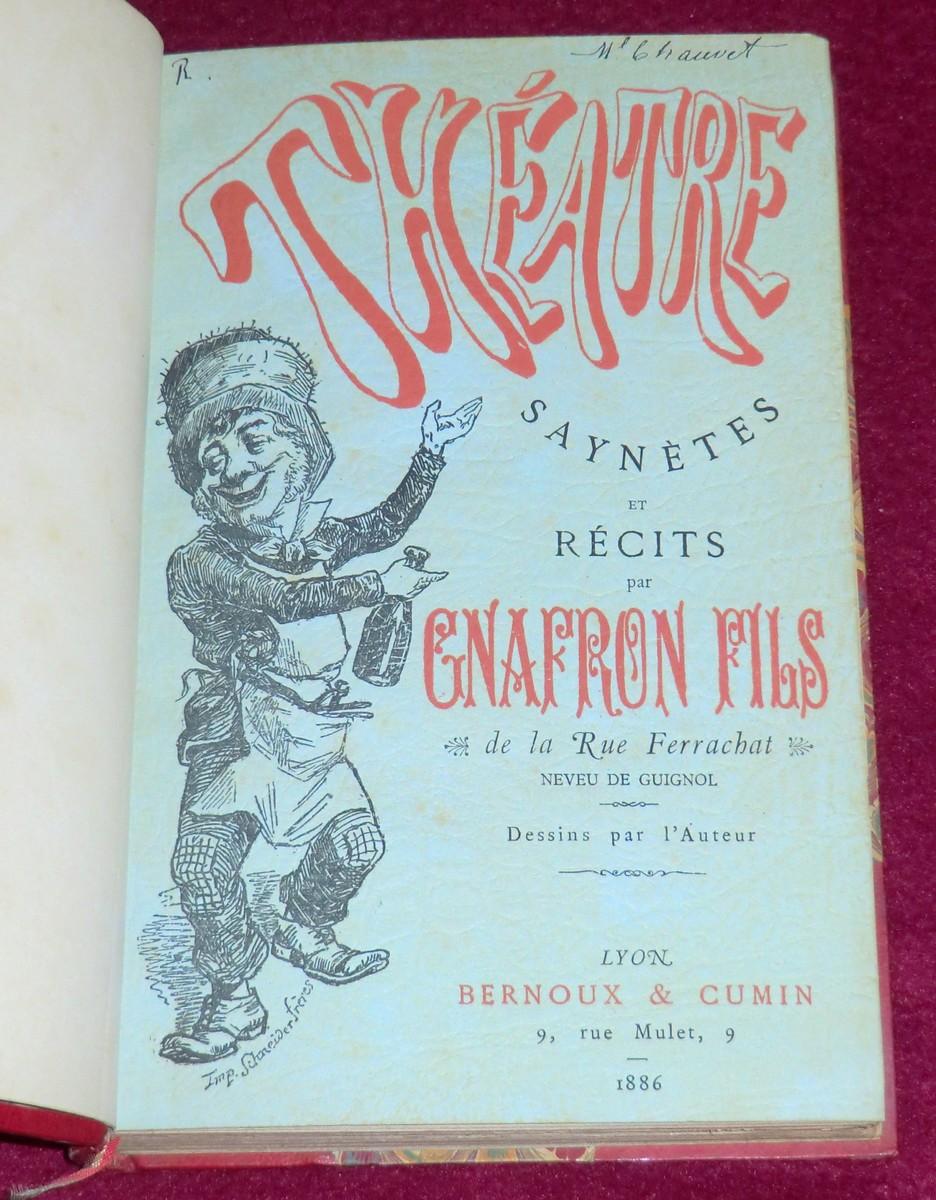 R.
Ml Chauvet
THÉATRE
SAYNÈTES
ET
RÉCITS
par
GNAFRON FILS
de la Rue Ferrachat
NEVEU DE GUIGNOL
Dessins par l'Auteur
LYON
BERNOUX & CUMIN
9, rue Mulet, 9
1886
Imp. Schneider frères